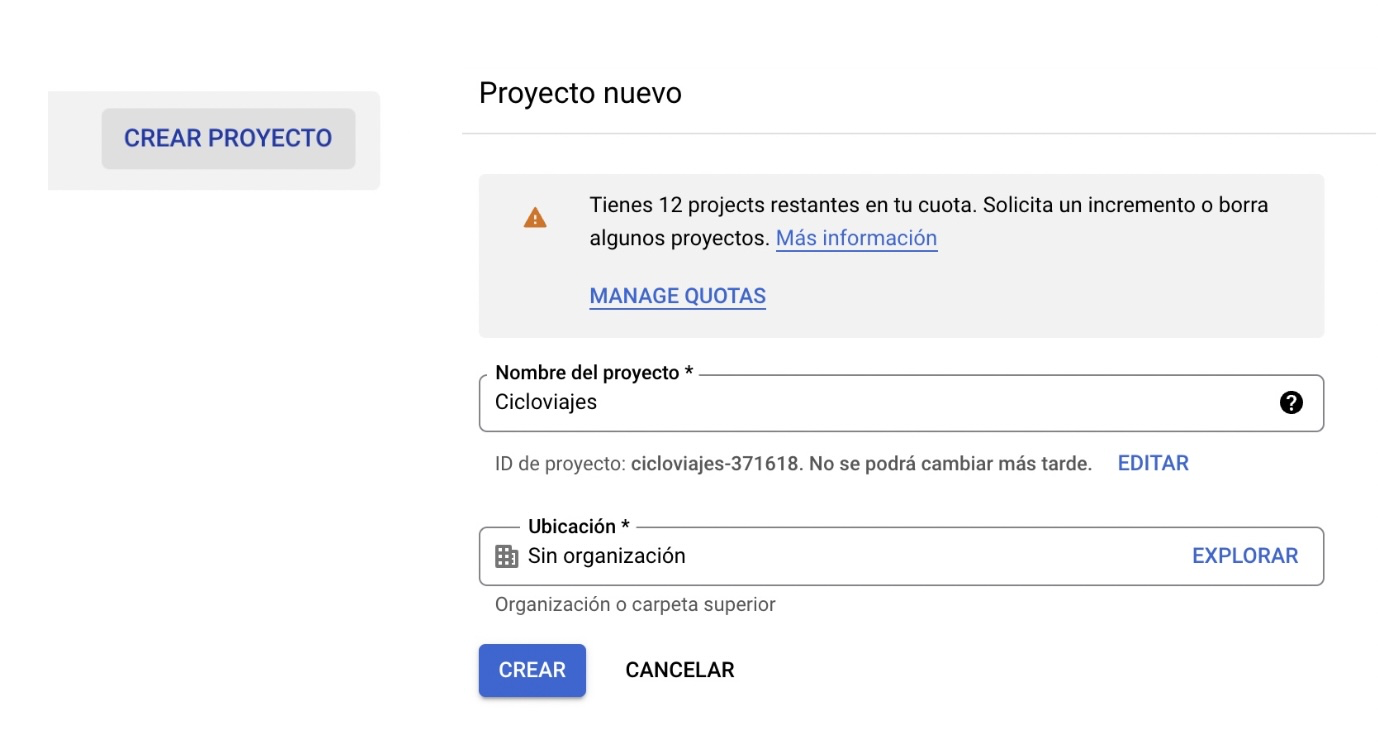 CREAR PROYECTO
Proyecto nuevo
Tienes 12 projects restantes en tu cuota. Solicita un incremento o borra
algunos proyectos. Más información
MANAGE QUOTAS
Nombre del proyecto *
Cicloviajes
ID de proyecto: cicloviajes-371618. No se podrá cambiar más tarde. EDITAR
Ubicación *
Sin organización EXPLORAR
Organización o carpeta superior
CREAR CANCELAR